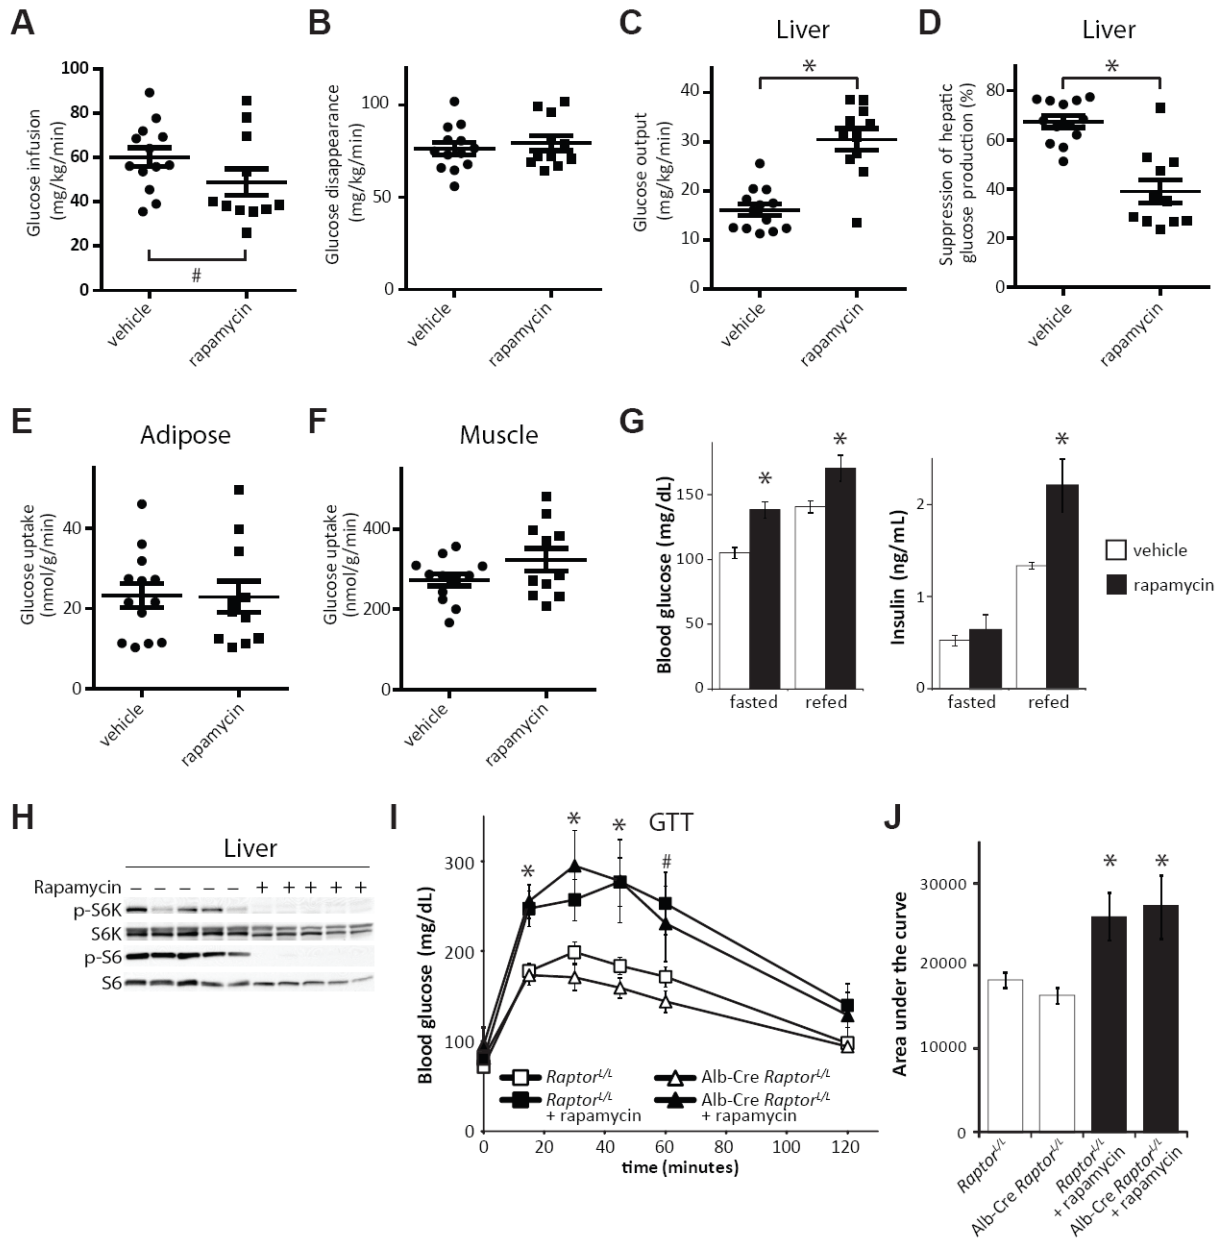 A
Glucose infusion
(mg/kg/min)
100
80
60
40
20
0
#
vehicle
rapamycin
B
Glucose disappearance
(mg/kg/min)
100
50
0
vehicle
rapamycin
C
Liver
Glucose output
(mg/kg/min)
40
30
20
10
0
*
vehicle
rapamycin
D
Liver
Suppression of hepatic
glucose production (%)
80
60
40
20
0
*
vehicle
rapamycin
E
Adipose
Glucose uptake
(nmol/g/min)
40
20
0
vehicle
rapamycin
F
Muscle
Glucose uptake
(nmol/g/min)
400
200
0
vehicle
rapamycin
G
Blood glucose (mg/dL)
150
100
50
0
* *
fasted refed
Insulin (ng/mL)
2
1
0
*
fasted refed
vehicle
rapamycin
H
Liver
Rapamycin – – – – – + + + + +
p-S6K
S6K
p-S6
S6
I
GTT
Blood glucose (mg/dL)
300
200
100
0
* * * #
Raptor^L/L
Raptor^L/L
+ rapamycin
Alb-Cre Raptor^L/L
Alb-Cre Raptor^L/L
+ rapamycin
0 20 40 60 80 100 120
time (minutes)
J
Area under the curve
30000
20000
10000
0
* *
Raptor^L/L
Alb-Cre Raptor^L/L
Raptor^L/L
+ rapamycin
Alb-Cre Raptor^L/L
+ rapamycin